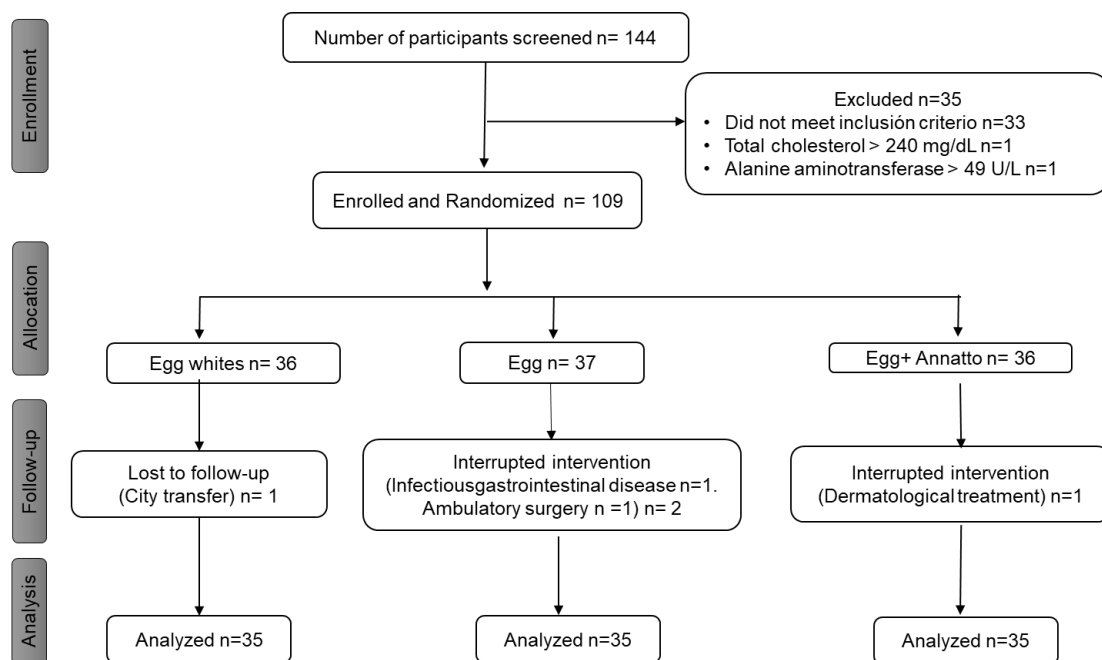 Enrollment
Number of participants screened n= 144
Excluded n=35
• Did not meet inclusión criterio n=33
• Total cholesterol > 240 mg/dL n=1
• Alanine aminotransferase > 49 U/L n=1
Enrolled and Randomized n= 109
Allocation
Egg whites n= 36
Egg n= 37
Egg+ Annatto n= 36
Follow-up
Lost to follow-up
(City transfer) n= 1
Interrupted intervention
(Infectiousgastrointestinal disease n=1.
Ambulatory surgery n =1) n= 2
Interrupted intervention
(Dermatological treatment) n=1
Analysis
Analyzed n=35
Analyzed n=35
Analyzed n=35